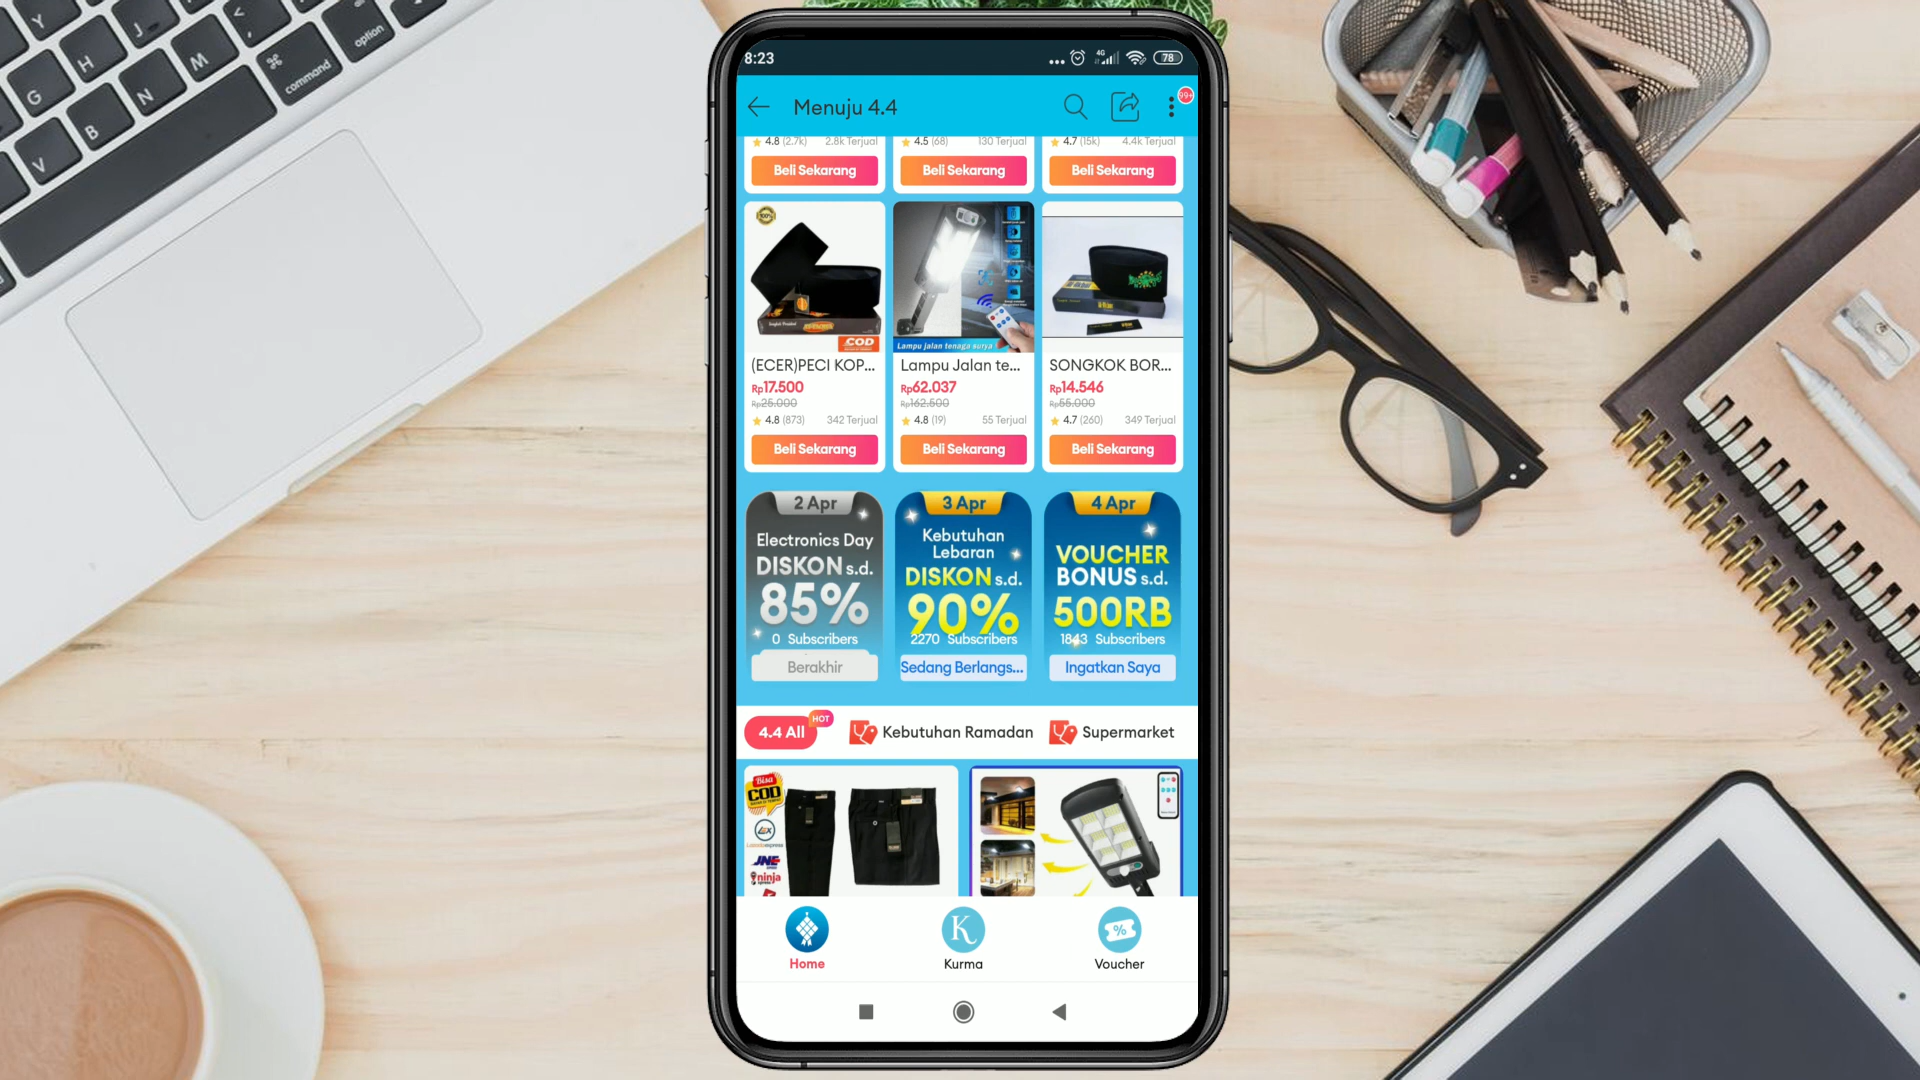 8:23
4G
78
Menuju 4.4
99+
4.8 (2.7k) 2.8k Terjual
4.5 (68) 130 Terjual
4.7 (15k) 4.4k Terjual
Beli Sekarang
Beli Sekarang
Beli Sekarang
100%
COD
Lampu jalan tenaga surya
(ECER)PECI KOP...
Rp17.500
Rp25.000
4.8 (873) 342 Terjual
Beli Sekarang
Lampu Jalan te...
Rp62.037
Rp162.500
4.8 (19) 55 Terjual
Beli Sekarang
SONGKOK BOR...
Rp14.546
Rp55.000
4.7 (260) 349 Terjual
Beli Sekarang
2 Apr
Electronics Day
DISKON s.d.
85%
0 Subscribers
Berakhir
3 Apr
Kebutuhan
Lebaran
DISKON s.d.
90%
2270 Subscribers
Sedang Berlangs...
4 Apr
VOUCHER
BONUS s.d.
500RB
1843 Subscribers
Ingatkan Saya
4.4 All
HOT
Kebutuhan Ramadan
Supermarket
Bisa
COD
LEX
JNE
ninja
Home
K
Kurma
%
Voucher
Y
H
J
<
option
G
M
command
N
B
V